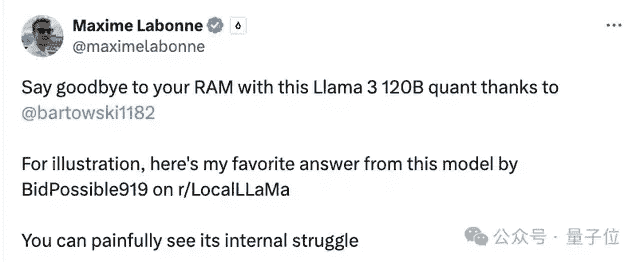 Maxime Labonne
@maximelabonne
Say goodbye to your RAM with this Llama 3 120B quant thanks to
@bartowski1182
For illustration, here's my favorite answer from this model by
BidPossible919 on r/LocalLLaMa
You can painfully see its internal struggle
公众号 · 量子位